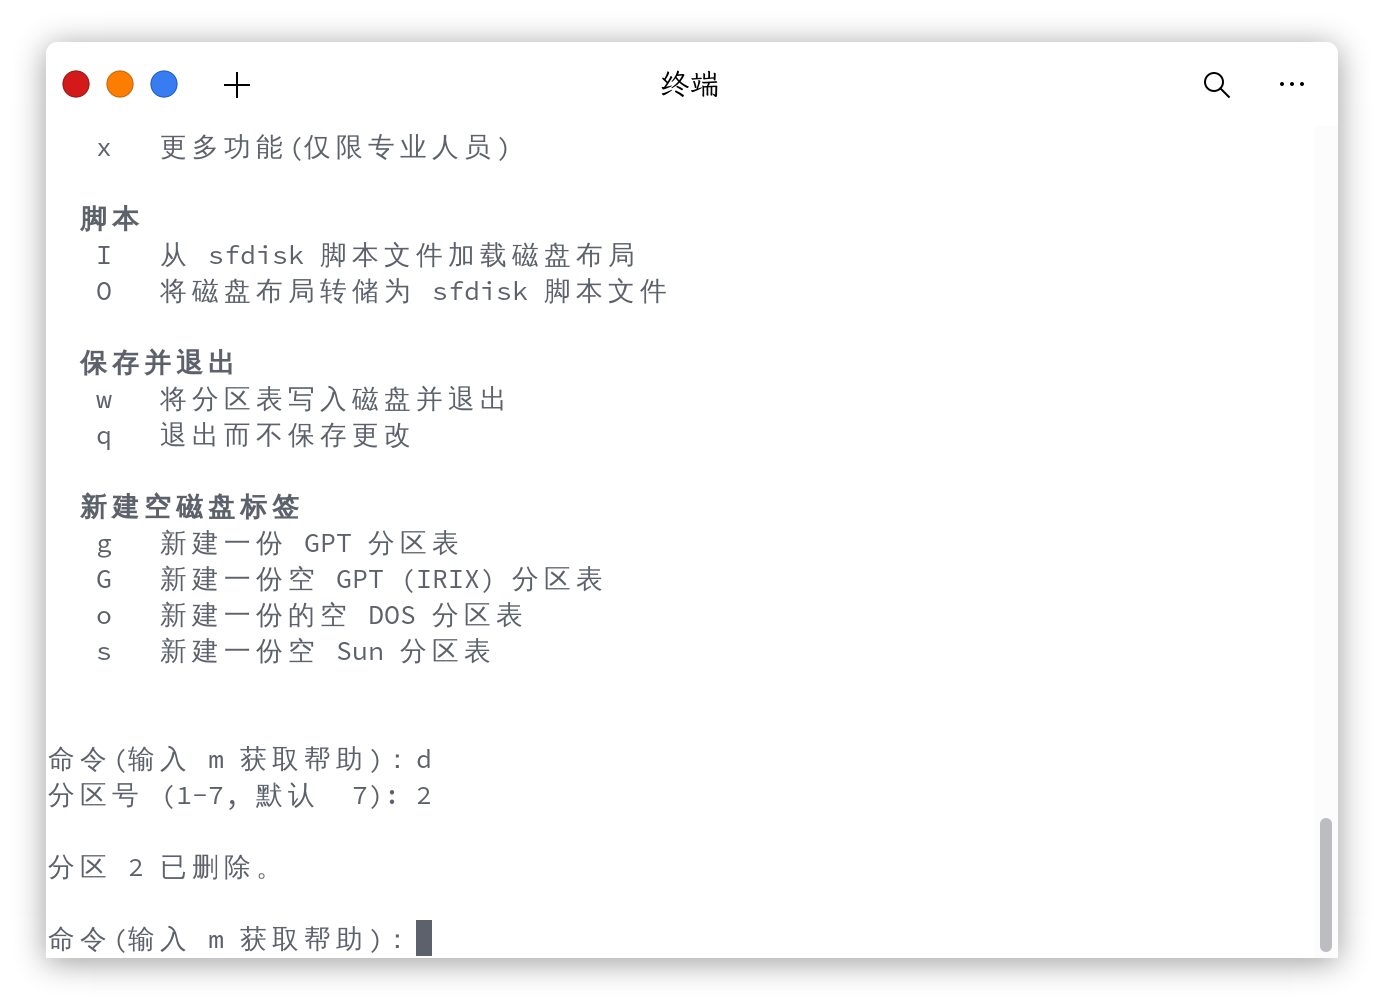 终端
x 更多功能(仅限专业人员)
脚本
I 从 sfdisk 脚本文件加载磁盘布局
O 将磁盘布局转储为 sfdisk 脚本文件
保存并退出
w 将分区表写入磁盘并退出
q 退出而不保存更改
新建空磁盘标签
g 新建一份 GPT 分区表
G 新建一份空 GPT (IRIX) 分区表
o 新建一份的空 DOS 分区表
s 新建一份空 Sun 分区表
命令(输入 m 获取帮助)：d
分区号 (1-7, 默认  7): 2
分区 2 已删除。
命令(输入 m 获取帮助)：